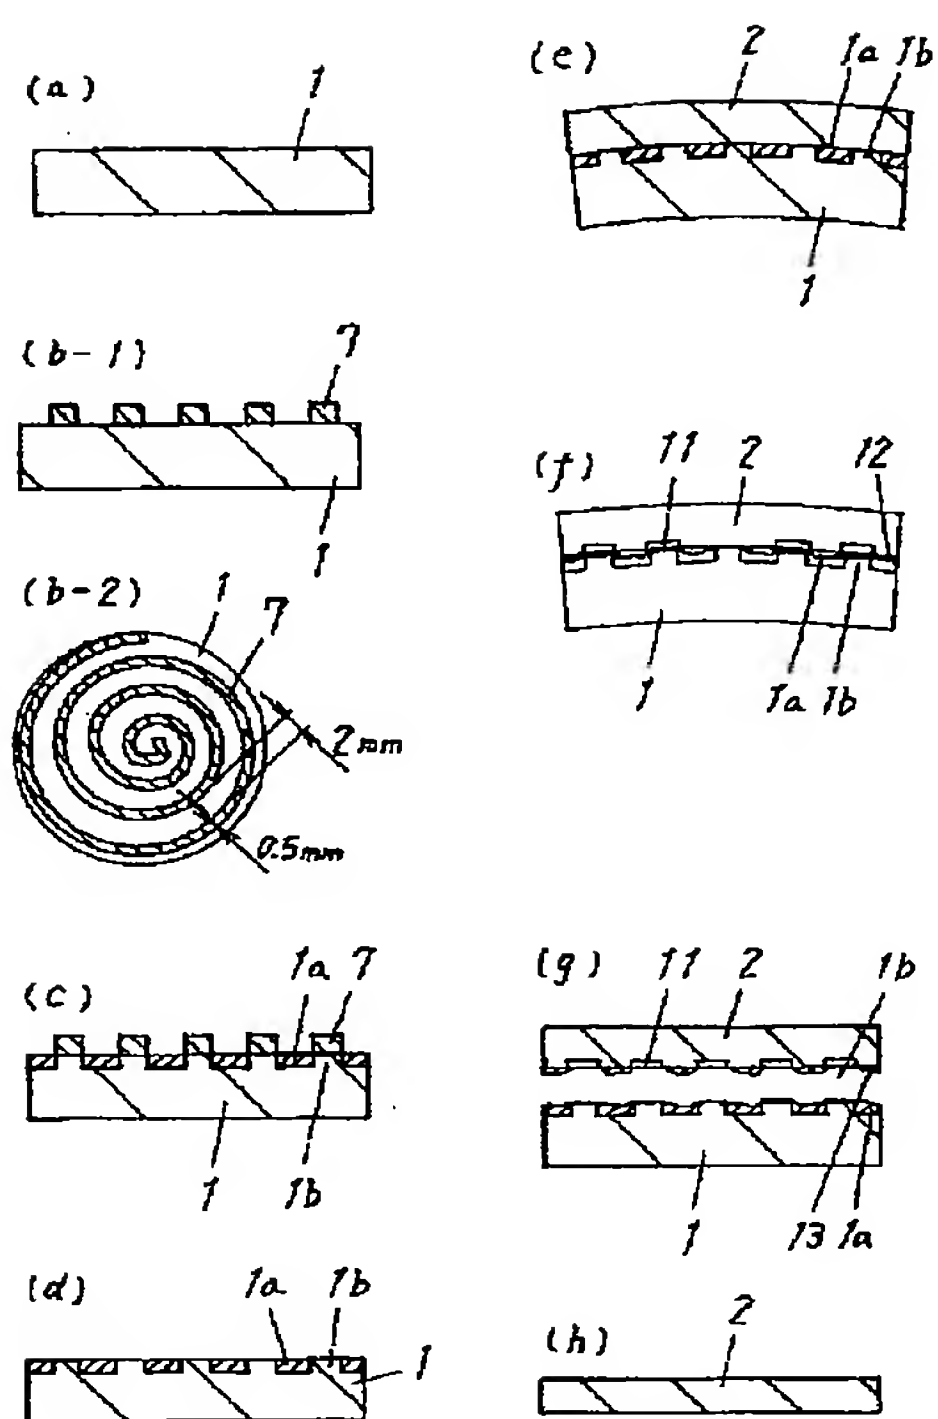 (a)
1
(b-1)
7
1
(b-2)
1
7
2mm
0.5mm
(c)
1a 7
1 1b
(d)
1a 1b
1
(e)
2 1a 1b
1
(f)
11 2 12
1 1a 1b
(g)
11 2 1b
1 13 1a
(h)
2